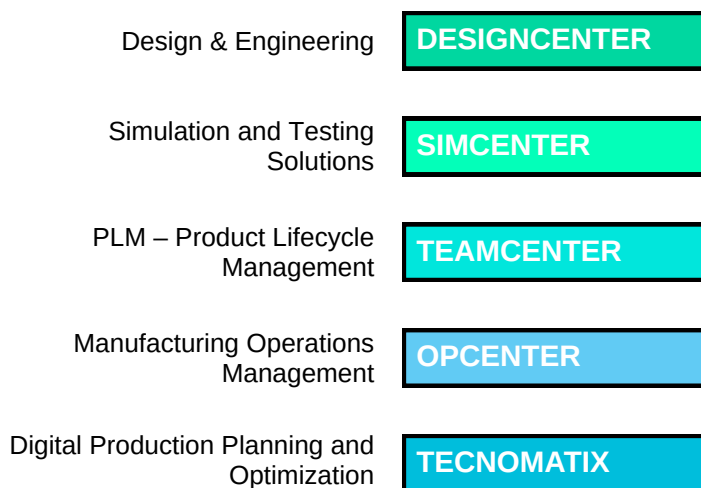 Design & Engineering
DESIGNCENTER
Simulation and Testing
Solutions
SIMCENTER
PLM – Product Lifecycle
Management
TEAMCENTER
Manufacturing Operations
Management
OPCENTER
Digital Production Planning and
Optimization
TECNOMATIX